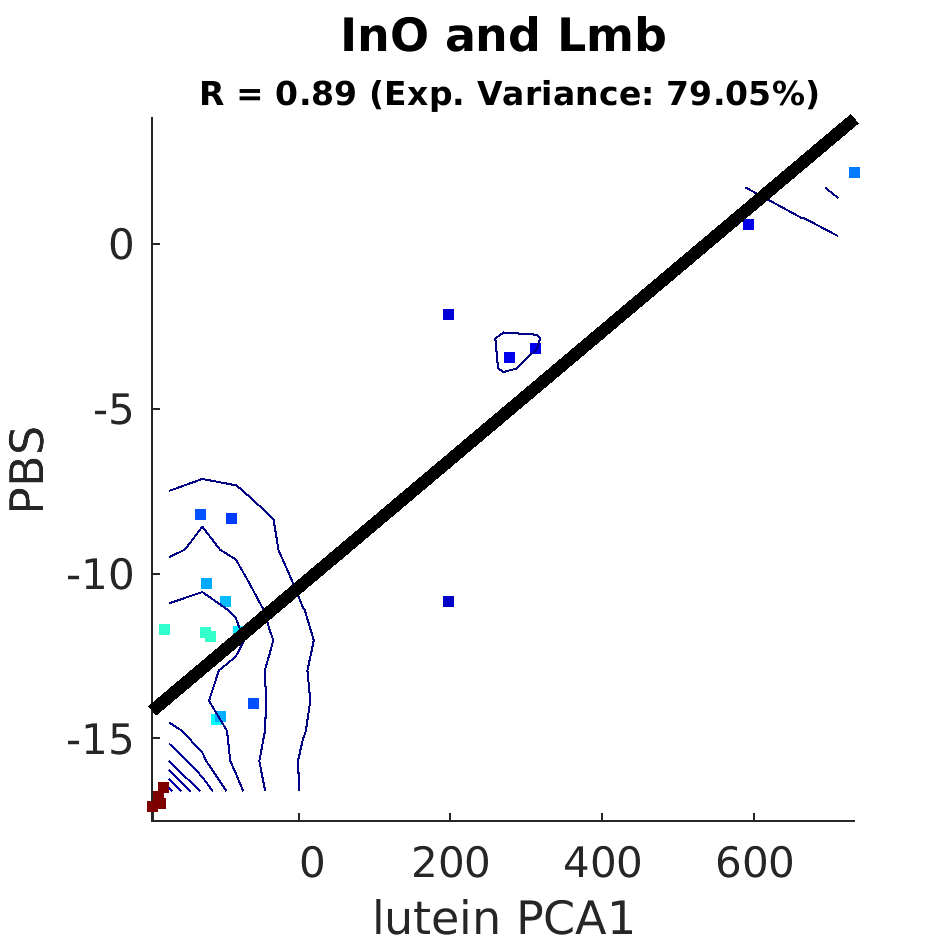 InO and Lmb
R = 0.89 (Exp. Variance: 79.05%)
0
-5
-10
-15
PBS
0 200 400 600
lutein PCA1